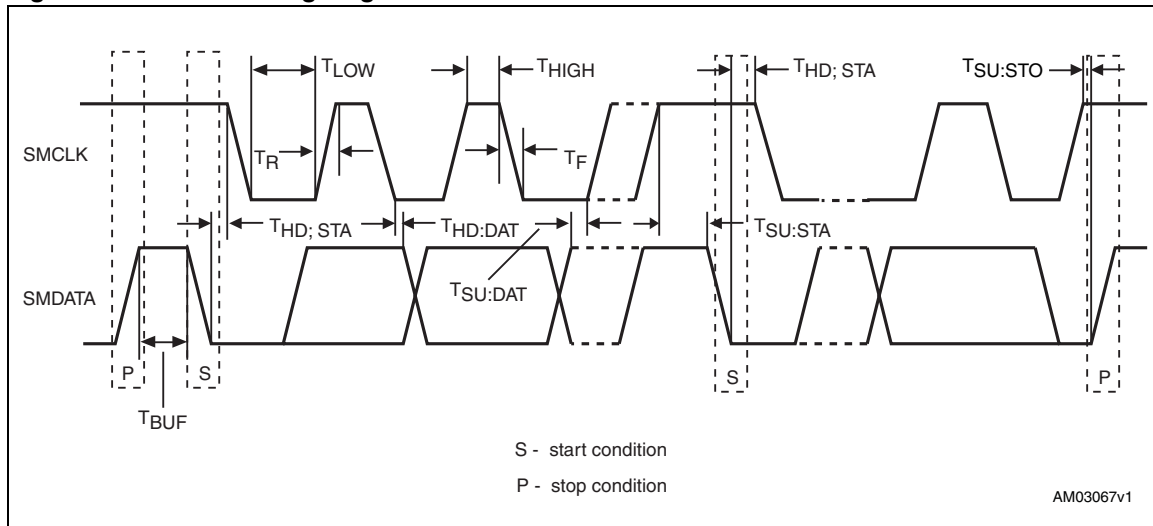 TLOW
THIGH
THD; STA
TSU:STO
SMCLK
TR
TF
THD; STA
THD:DAT
TSU:STA
SMDATA
TSU:DAT
P
S
S
P
TBUF
S - start condition
P - stop condition
AM03067v1